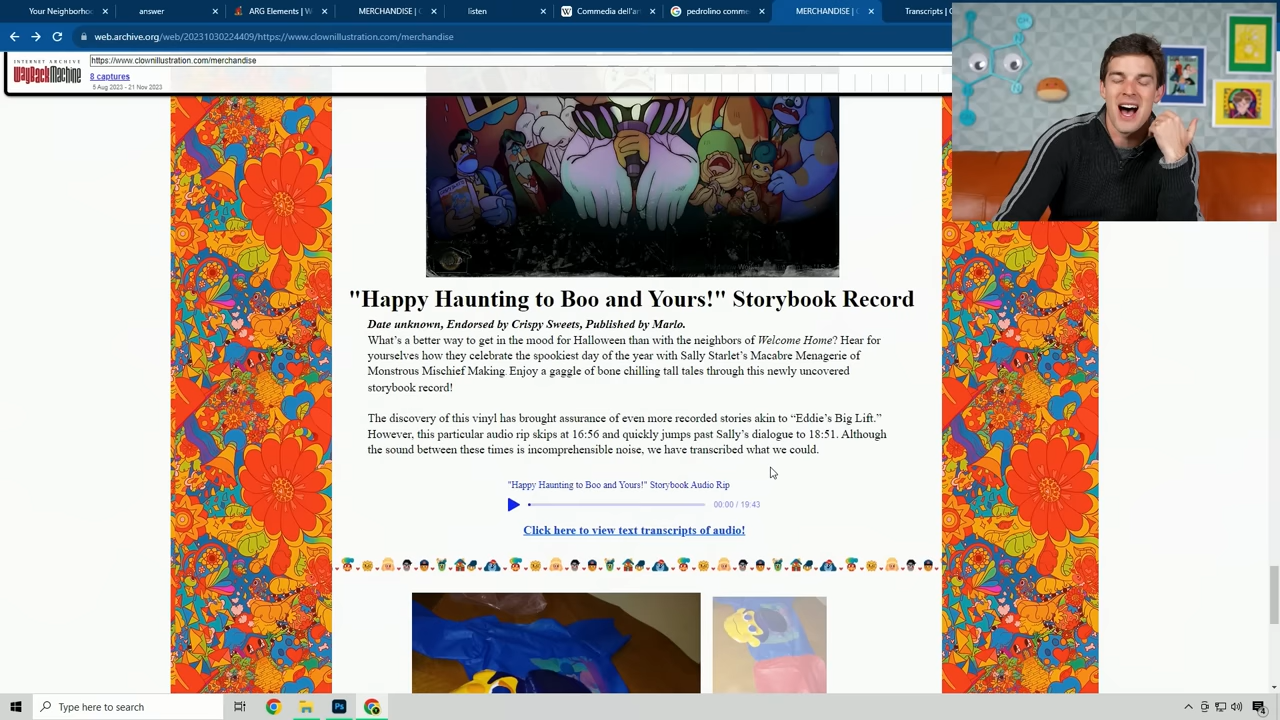 Your Neighborhoo
answer
ARG Elements | W
MERCHANDISE | C
listen
Commedia dell'ar
pedrolino comme
MERCHANDISE | C
Transcripts | C
web.archive.org/web/20231030224409/https://www.clownillustration.com/merchandise
INTERNET ARCHIVE
WayBackMachine
https://www.clownillustration.com/merchandise
8 captures
5 Aug 2023 - 21 Nov 2023
"Happy Haunting to Boo and Yours!" Storybook Record
Date unknown, Endorsed by Crispy Sweets, Published by Marlo.
What's a better way to get in the mood for Halloween than with the neighbors of Welcome Home? Hear for
yourselves how they celebrate the spookiest day of the year with Sally Starlet's Macabre Menagerie of
Monstrous Mischief Making. Enjoy a gaggle of bone chilling tall tales through this newly uncovered
storybook record!
The discovery of this vinyl has brought assurance of even more recorded stories akin to “Eddie's Big Lift.”
However, this particular audio rip skips at 16:56 and quickly jumps past Sally's dialogue to 18:51. Although
the sound between these times is incomprehensible noise, we have transcribed what we could.
"Happy Haunting to Boo and Yours!" Storybook Audio Rip
00:00 / 19:43
Click here to view text transcripts of audio!
Type here to search
Ps
4